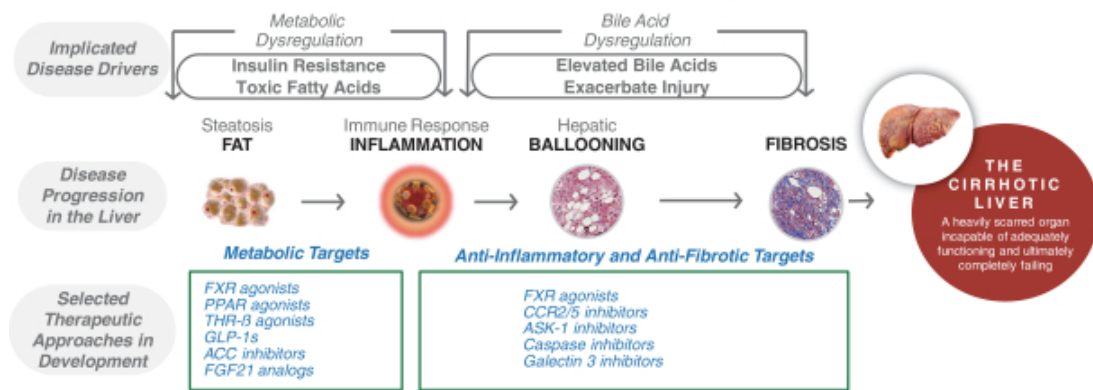 Implicated
Disease Drivers
Metabolic
Dysregulation
Insulin Resistance
Toxic Fatty Acids
Bile Acid
Dysregulation
Elevated Bile Acids
Exacerbate Injury
Disease
Progression
in the Liver
Steatosis
FAT
Immune Response
INFLAMMATION
Hepatic
BALLOONING
FIBROSIS
THE
CIRRHOTIC
LIVER
A heavily scarred organ
incapable of adequately
functioning and ultimately
completely failing
Selected
Therapeutic
Approaches in
Development
Metabolic Targets
FXR agonists
PPAR agonists
THR-ß agonists
GLP-1s
ACC inhibitors
FGF21 analogs
Anti-Inflammatory and Anti-Fibrotic Targets
FXR agonists
CCR2/5 inhibitors
ASK-1 inhibitors
Caspase inhibitors
Galectin 3 inhibitors